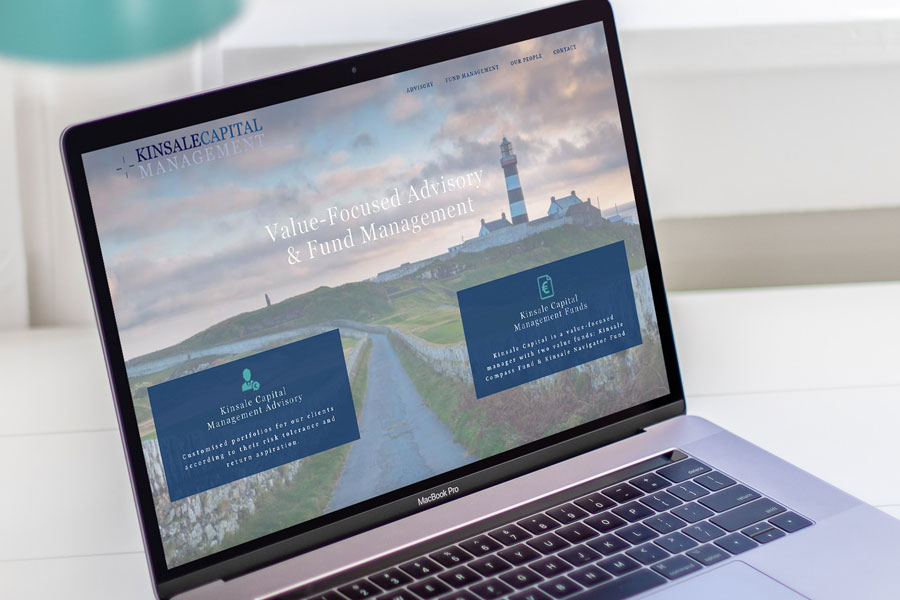 KINSALECAPITAL
MANAGEMENT
ADVISORY FUND MANAGEMENT OUR PEOPLE CONTACT
Value-Focused Advisory
& Fund Management
Kinsale Capital
Management Advisory
Customised portfolios for our clients
according to their risk tolerance and
return aspiration.
€
Kinsale Capital
Management Funds
Kinsale Capital is a value-focused
manager with two value funds: Kinsale
Compass Fund & Kinsale Navigator Fund.
MacBook Pro